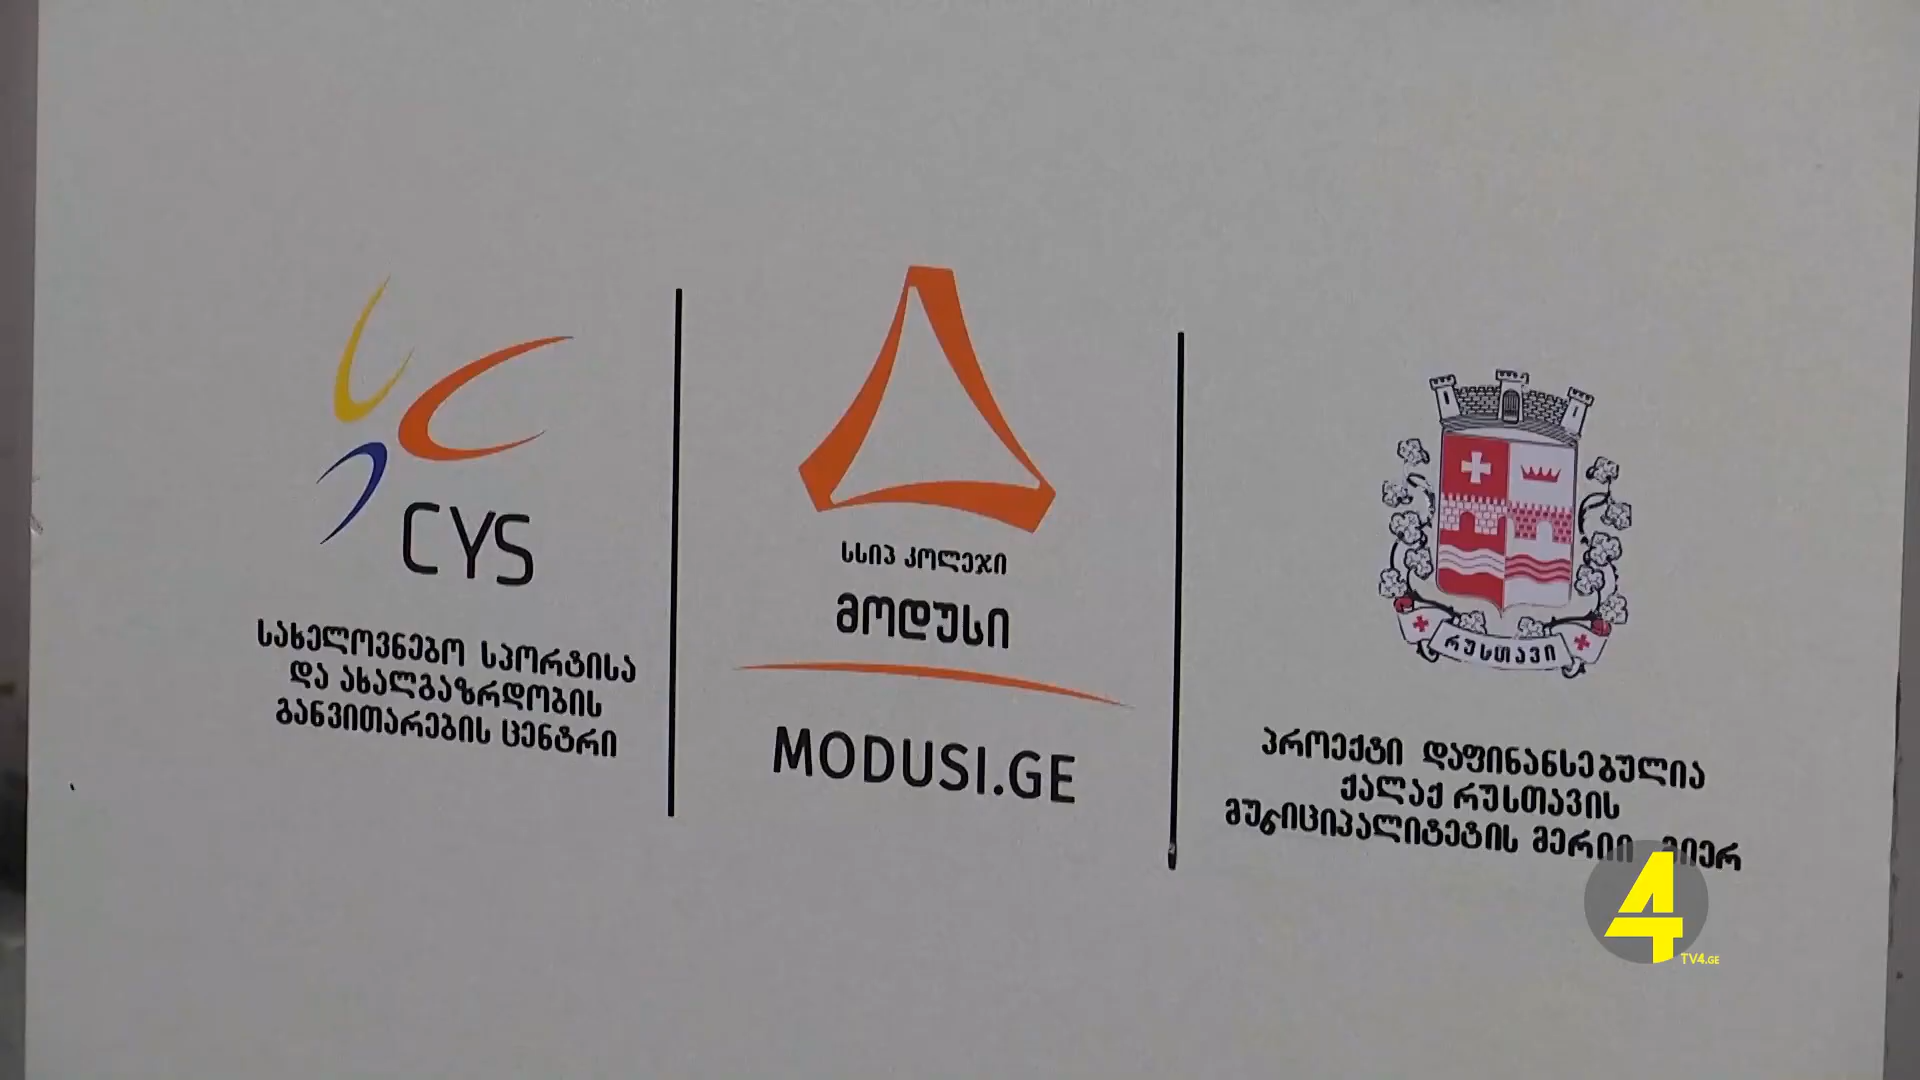 CYS
სახელოვნებო სპორტისა
და ახალგაზრდობის
განვითარების ცენტრი
სსიპ კოლეჯი
მოდუსი
MODUSI.GE
რუსთავი
პროექტი დაფინანსებულია
ქალაქ რუსთავის
მუნიციპალიტეტის მერიი მიერ
4
TV4.GE